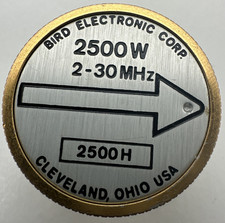 BIRD ELECTRONIC CORP.
2500W
2-30MHz
2500H
CLEVELAND, OHIO USA